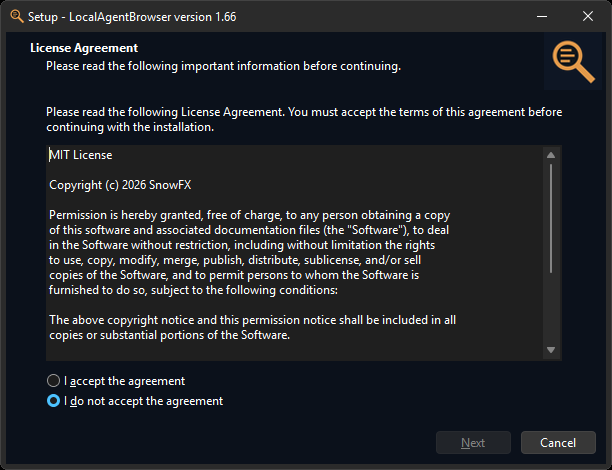 Setup - LocalAgentBrowser version 1.66
License Agreement
Please read the following important information before continuing.
Please read the following License Agreement. You must accept the terms of this agreement before
continuing with the installation.
MIT License
Copyright (c) 2026 SnowFX
Permission is hereby granted, free of charge, to any person obtaining a copy
of this software and associated documentation files (the "Software"), to deal
in the Software without restriction, including without limitation the rights
to use, copy, modify, merge, publish, distribute, sublicense, and/or sell
copies of the Software, and to permit persons to whom the Software is
furnished to do so, subject to the following conditions:
The above copyright notice and this permission notice shall be included in all
copies or substantial portions of the Software.
I accept the agreement
I do not accept the agreement
Next
Cancel